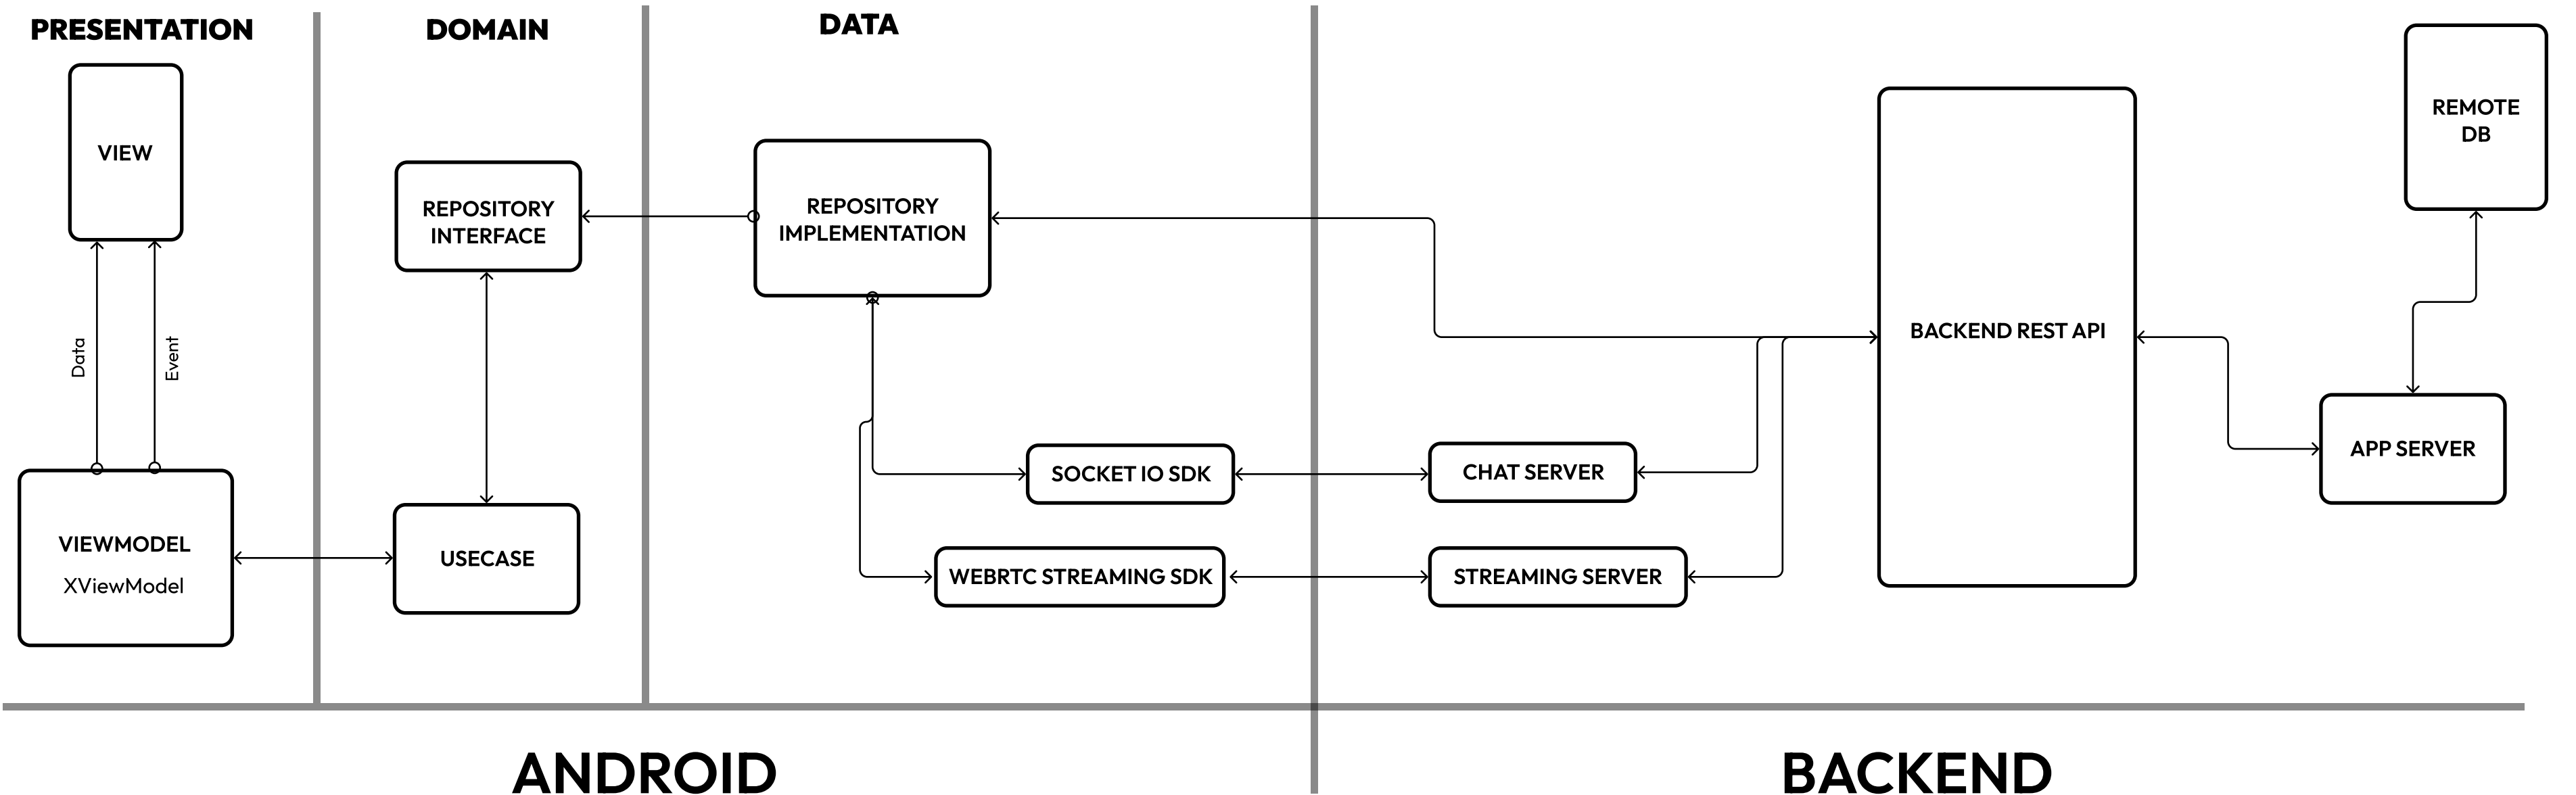 PRESENTATION
DOMAIN
DATA
VIEW
REPOSITORY
INTERFACE
REPOSITORY
IMPLEMENTATION
BACKEND REST API
REMOTE
DB
Data
Event
SOCKET IO SDK
CHAT SERVER
APP SERVER
VIEWMODEL
XViewModel
USECASE
WEBRTC STREAMING SDK
STREAMING SERVER
ANDROID
BACKEND